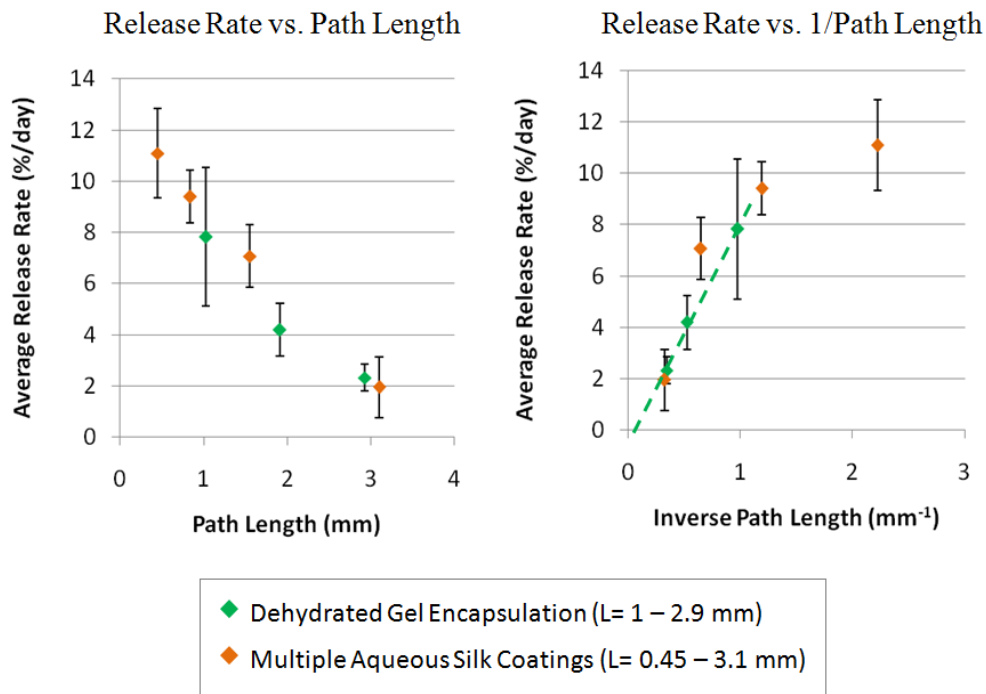 Release Rate vs. Path Length
Average Release Rate (%/day)
14
12
10
8
6
4
2
0
0 1 2 3 4
Path Length (mm)
Release Rate vs. 1/Path Length
Average Release Rate (%/day)
14
12
10
8
6
4
2
0
0 1 2 3
Inverse Path Length (mm⁻¹)
Dehydrated Gel Encapsulation (L= 1 – 2.9 mm)
Multiple Aqueous Silk Coatings (L= 0.45 – 3.1 mm)